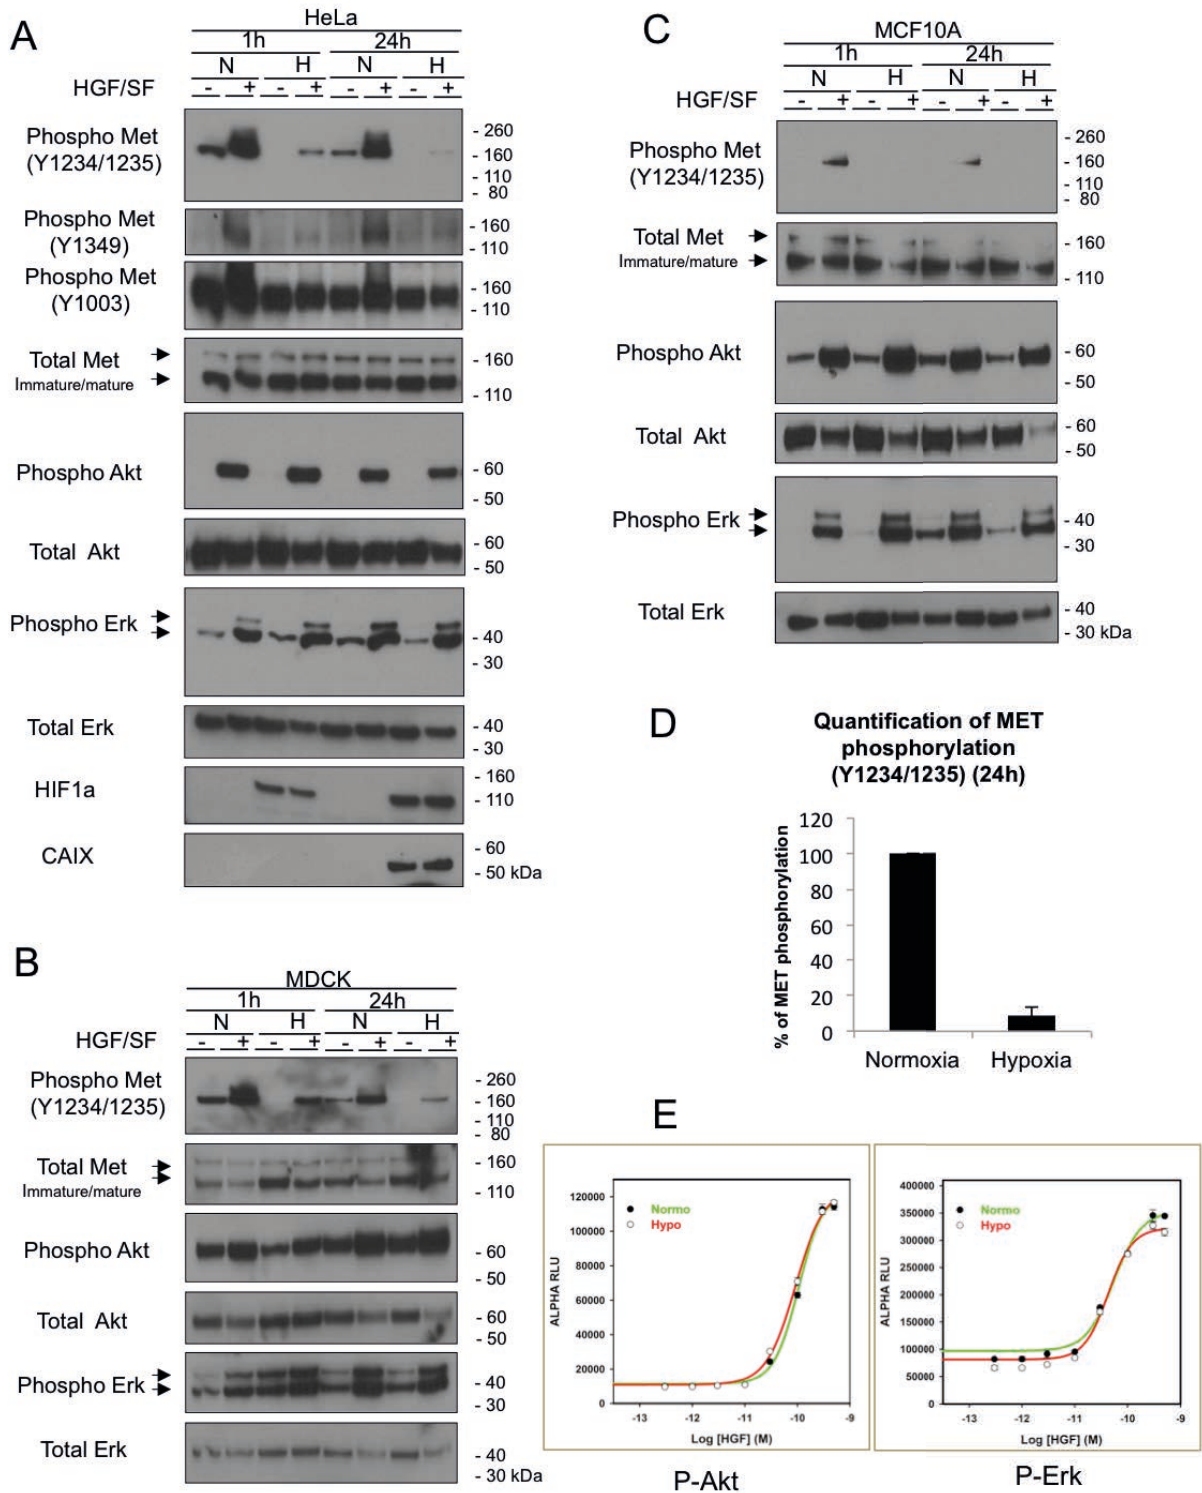 A
HeLa
1h 24h
N H N H
HGF/SF - + - + - + - +
Phospho Met
(Y1234/1235)
- 260
- 160
- 110
- 80
Phospho Met
(Y1349)
- 160
- 110
Phospho Met
(Y1003)
- 160
- 110
Total Met
Immature/mature
- 160
- 110
Phospho Akt
- 60
- 50
Total Akt
- 60
- 50
Phospho Erk
- 40
- 30
Total Erk
- 40
- 30
HIF1a
- 160
- 110
CAIX
- 60
- 50 kDa
B
MDCK
1h 24h
N H N H
HGF/SF - + - + - + - +
Phospho Met
(Y1234/1235)
- 260
- 160
- 110
- 80
Total Met
Immature/mature
- 160
- 110
Phospho Akt
- 60
- 50
Total Akt
- 60
- 50
Phospho Erk
- 40
- 30
Total Erk
- 40
- 30 kDa
C
MCF10A
1h 24h
N H N H
HGF/SF - + - + - + - +
Phospho Met
(Y1234/1235)
- 260
- 160
- 110
- 80
Total Met
Immature/mature
- 160
- 110
Phospho Akt
- 60
- 50
Total Akt
- 60
- 50
Phospho Erk
- 40
- 30
Total Erk
- 40
- 30 kDa
D
Quantification of MET
phosphorylation
(Y1234/1235) (24h)
% of MET phosphorylation
120
100
80
60
40
20
0
Normoxia Hypoxia
E
ALPHA RLU
120000
100000
80000
60000
40000
20000
0
Normo
Hypo
-13 -12 -11 -10 -9
Log [HGF] (M)
P-Akt
ALPHA RLU
400000
350000
300000
250000
200000
150000
100000
50000
0
Normo
Hypo
-13 -12 -11 -10 -9
Log [HGF] (M)
P-Erk